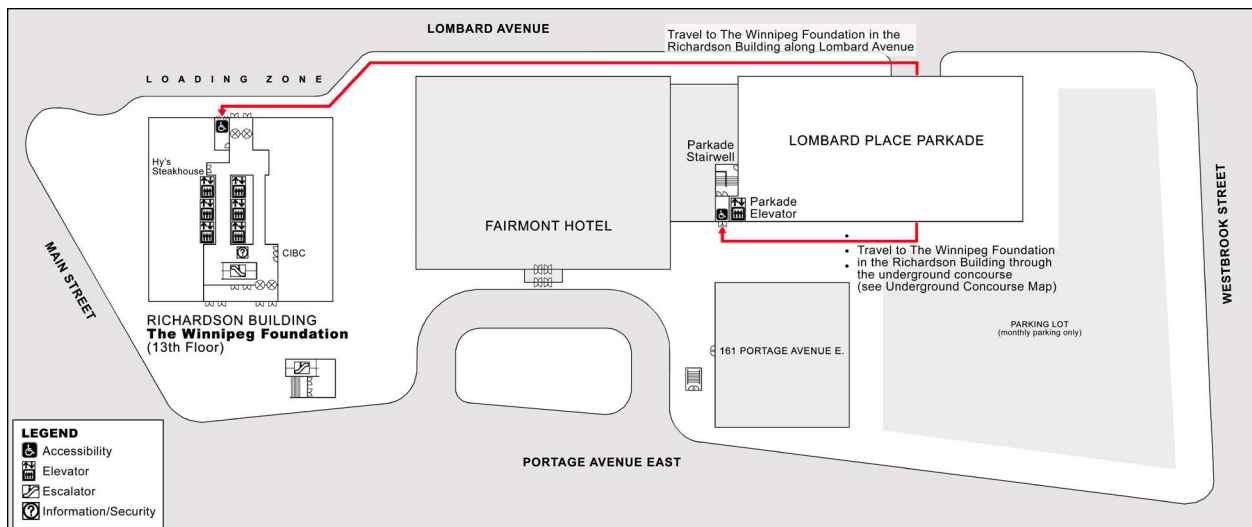 LOMBARD AVENUE
Travel to The Winnipeg Foundation in the
Richardson Building along Lombard Avenue
LOADING ZONE
Hy's
Steakhouse
CIBC
MAIN STREET
RICHARDSON BUILDING
The Winnipeg Foundation
(13th Floor)
FAIRMONT HOTEL
Parkade
Stairwell
LOMBARD PLACE PARKADE
Parkade
Elevator
• Travel to The Winnipeg Foundation
• in the Richardson Building through
the underground concourse
(see Underground Concourse Map)
WESTBROOK STREET
PARKING LOT
(monthly parking only)
161 PORTAGE AVENUE E.
PORTAGE AVENUE EAST
LEGEND
Accessibility
Elevator
Escalator
? Information/Security